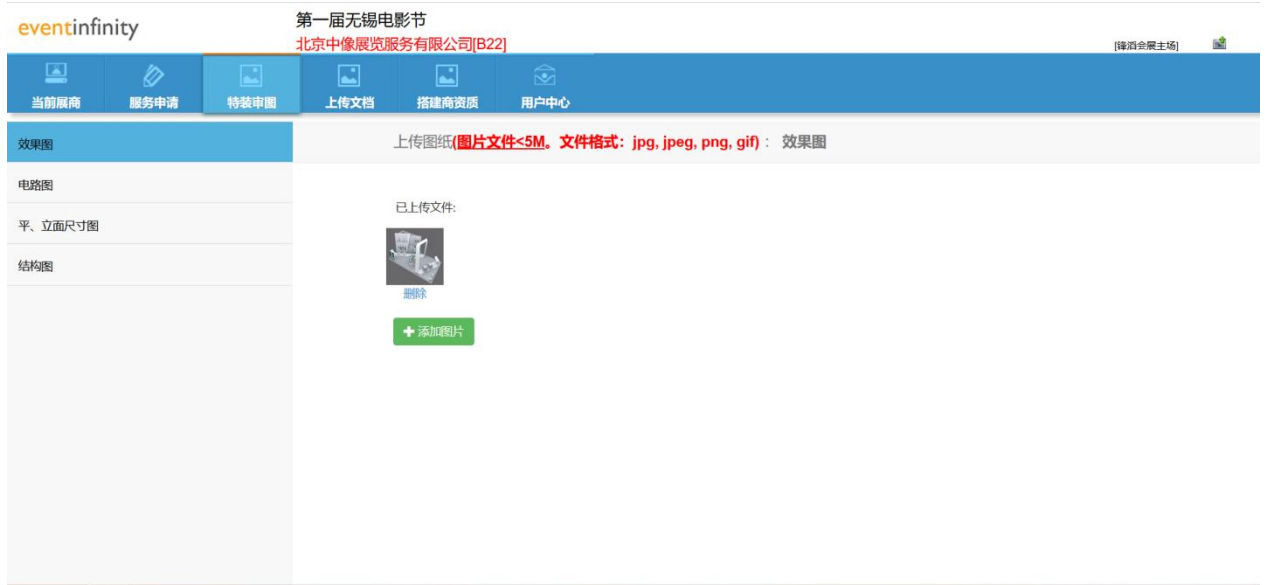 eventinfinity
第一届无锡电影节
北京中像展览服务有限公司[B22]
[锋滔会展主场]
当前展商
服务申请
特装审图
上传文档
搭建商资质
用户中心
效果图
电路图
平、立面尺寸图
结构图
上传图纸(图片文件<5M。文件格式：jpg, jpeg, png, gif)： 效果图
已上传文件:
删除
添加图片